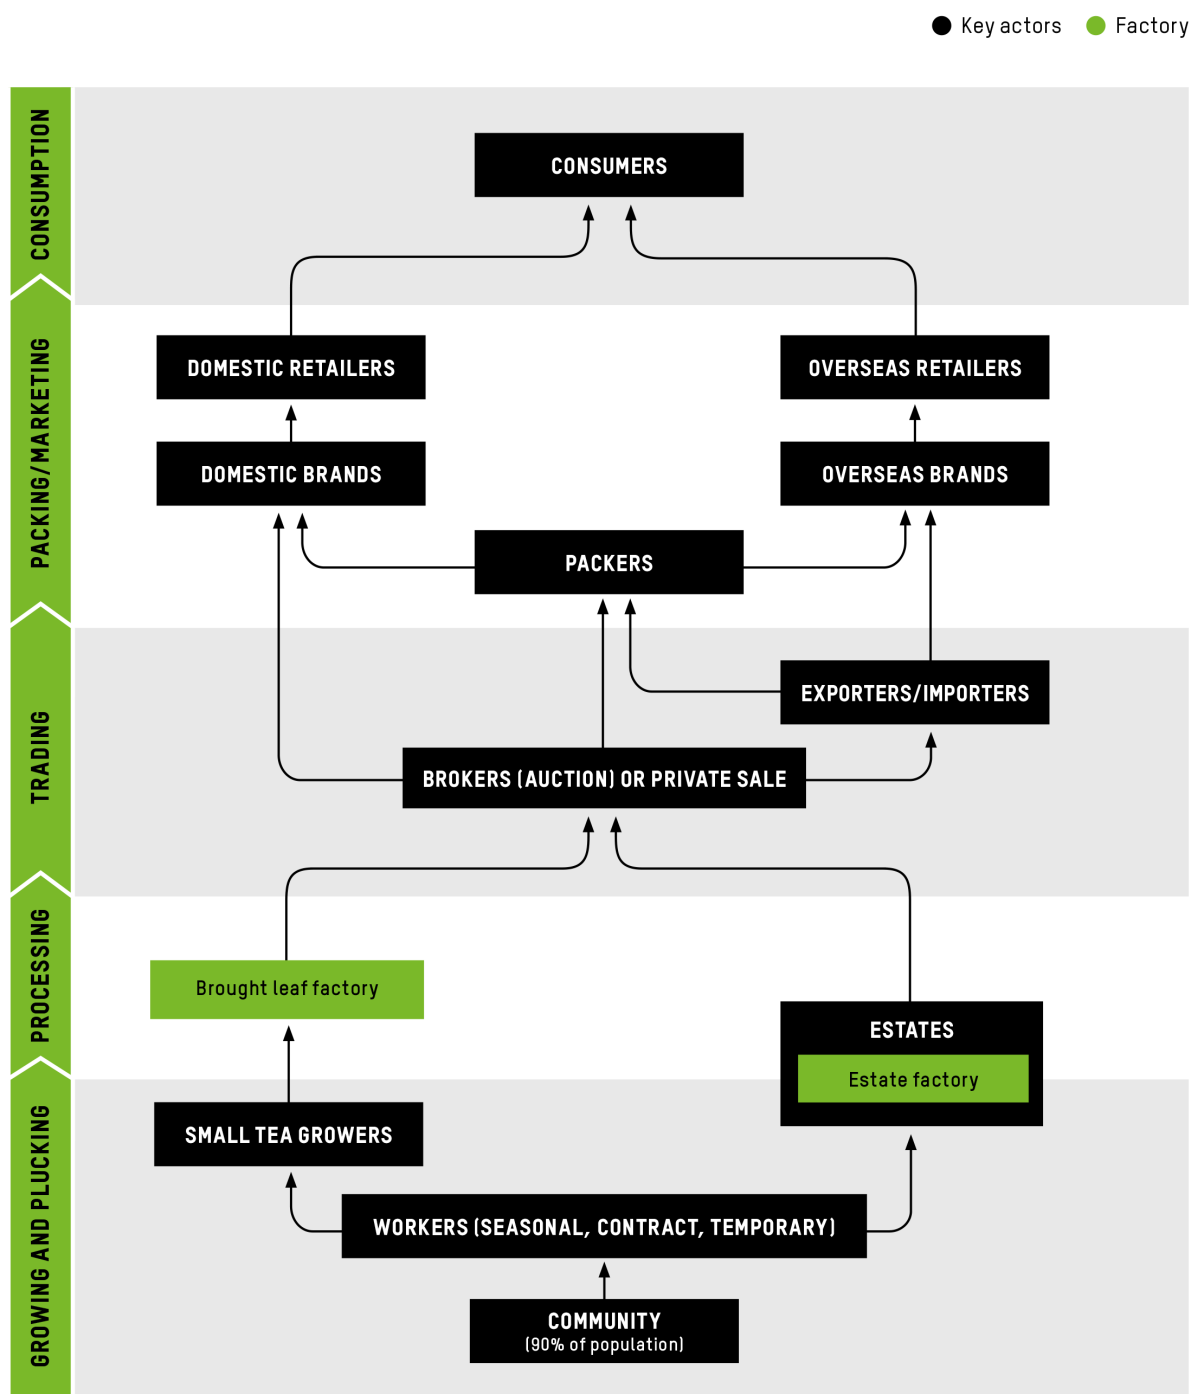 Key actors
Factory
CONSUMPTION
CONSUMERS
PACKING/MARKETING
DOMESTIC RETAILERS
OVERSEAS RETAILERS
DOMESTIC BRANDS
OVERSEAS BRANDS
PACKERS
TRADING
EXPORTERS/IMPORTERS
BROKERS (AUCTION) OR PRIVATE SALE
PROCESSING
Brought leaf factory
ESTATES
Estate factory
GROWING AND PLUCKING
SMALL TEA GROWERS
WORKERS (SEASONAL, CONTRACT, TEMPORARY)
COMMUNITY
(90% of population)